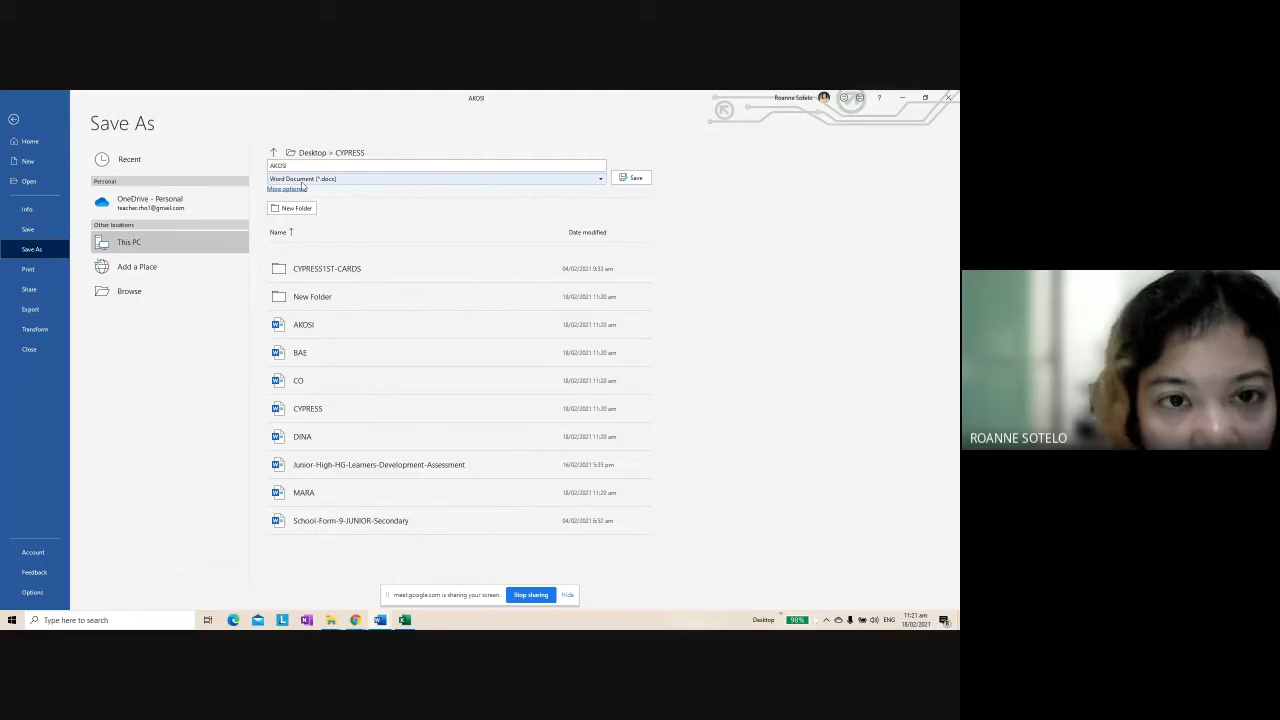 AKOSI
Roanne Sotelo
?
Save As
Home
New
Open
Info
Save
Save As
Print
Share
Export
Transform
Close
Account
Feedback
Options
Recent
Personal
OneDrive - Personal
teacher.rho1@gmail.com
Other locations
This PC
Add a Place
Browse
Desktop > CYPRESS
AKOSI
Word Document (*.docx)
Save
More options...
New Folder
Name Date modified
CYPRESS1ST-CARDS 04/02/2021 9:33 am
New Folder 18/02/2021 11:20 am
AKOSI 18/02/2021 11:20 am
BAE 18/02/2021 11:20 am
CO 18/02/2021 11:20 am
CYPRESS 18/02/2021 11:20 am
DINA 18/02/2021 11:20 am
Junior-High-HG-Learners-Development-Assessment 16/02/2021 5:35 pm
MARA 18/02/2021 11:20 am
School-Form-9-JUNIOR-Secondary 04/02/2021 6:52 am
meet.google.com is sharing your screen. Stop sharing Hide
Type here to search
Desktop 90% ENG 11:21 am
18/02/2021
ROANNE SOTELO